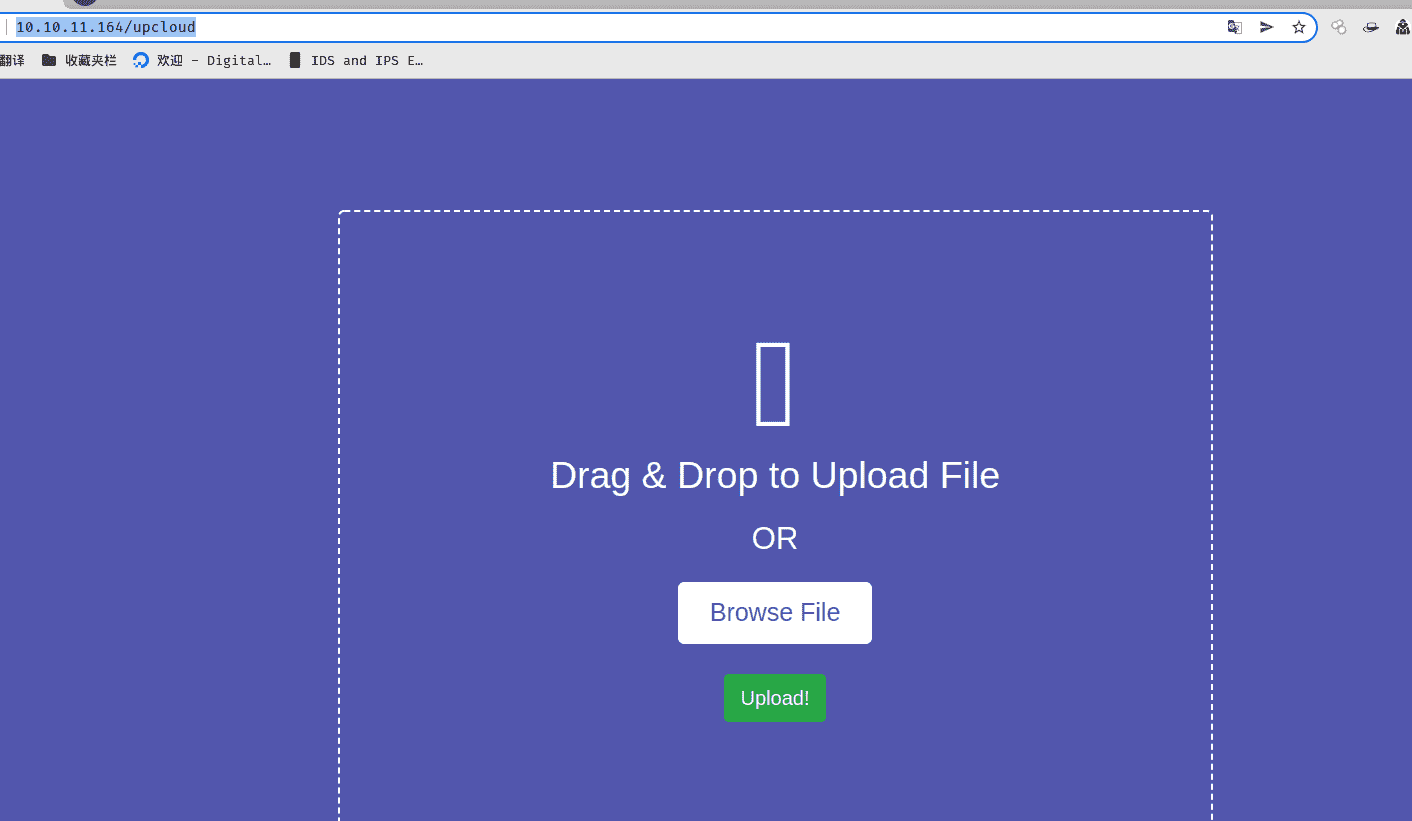 10.10.11.164/upcloud
翻译 收藏夹栏 欢迎 – Digital… IDS and IPS E…
Drag & Drop to Upload File
OR
Browse File
Upload!